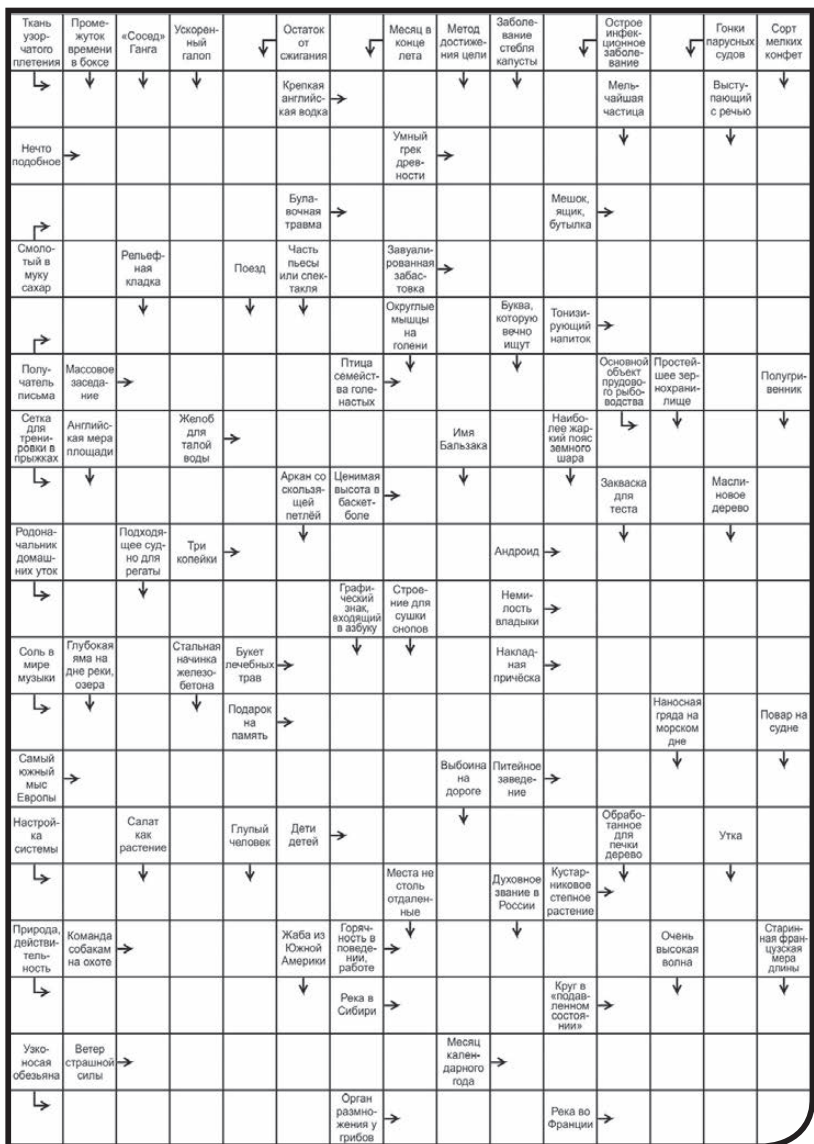 Ткань
узор-
чатого
плетения
Проме-
жуток
времени
в боксе
«Сосед»
Ганга
Ускорен-
ный
галоп
Остаток
от
сжигания
Месяц в
конце
лета
Метод
достиже-
ния цели
Заболе-
вание
стебля
капусты
Острое
инфек-
ционное
заболе-
вание
Гонки
парусных
судов
Сорт
мелких
конфет
Крепкая
английс-
кая водка
Мель-
чайшая
частица
Высту-
пающий
с речью
Нечто
подобное
Умный
грек
древ-
ности
Була-
вочная
травма
Мешок,
ящик,
бутылка
Смоло-
тый в
муку
сахар
Рельеф-
ная
кладка
Поезд
Часть
пьесы
или спек-
такля
Завуали-
рованная
забас-
товка
Округлые
мышцы
на
голени
Буква,
которую
вечно
ищут
Тонизи-
рующий
напиток
Полу-
чатель
письма
Массовое
заседа-
ние
Птица
семейст-
ва голе-
настых
Основной
объект
прудово-
го рыбо-
водства
Простей-
шее зер-
нохрани-
лище
Полугри-
венник
Сетка
для
трени-
ровки в
прыжках
Английс-
кая мера
площади
Желоб
для
талой
воды
Имя
Бальзака
Наибо-
лее жар-
кий пояс
земного
шара
Аркан со
скользя-
щей
петлёй
Ценимая
высота в
баскет-
боле
Закваска
для
теста
Масли-
новое
дерево
Родона-
чальник
домаш-
них уток
Подходя-
щее суд-
но для
регаты
Три
копейки
Андроид
Графи-
ческий
знак,
входящий
в азбуку
Строе-
ние для
сушки
снопов
Неми-
лость
владыки
Соль в
мире
музыки
Глубокая
яма на
дне реки,
озера
Стальная
начинка
железо-
бетона
Букет
лечебных
трав
Наклад-
ная
причёска
Подарок
на
память
Наносная
гряда на
морском
дне
Повар на
судне
Самый
южный
мыс
Европы
Выбоина
на
дороге
Питейное
заведе-
ние
Настрой-
ка
системы
Салат
как
растение
Глупый
человек
Дети
детей
Обрабо-
танное
для
печки
дерево
Утка
Места не
столь
отдален-
ные
Духовное
звание в
России
Кустар-
никовое
степное
растение
Природа,
действи-
тель-
ность
Команда
собакам
на охоте
Жаба из
Южной
Америки
Горяч-
ность в
поведе-
нии,
работе
Очень
высокая
волна
Старин-
ная фран-
цузская
мера
длины
Река в
Сибири
Круг в
«подав-
ленном
состоя-
нии»
Узко-
носая
обезьяна
Ветер
страшной
силы
Месяц
кален-
дарного
года
Орган
размно-
жения у
грибов
Река во
Франции